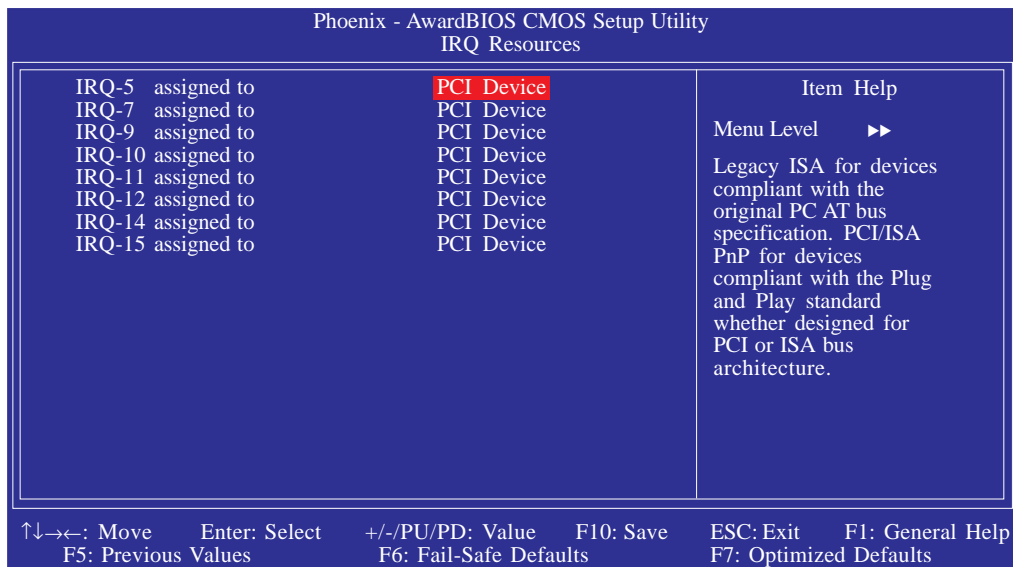 Phoenix - AwardBIOS CMOS Setup Utility
IRQ Resources
IRQ-5 assigned to PCI Device
IRQ-7 assigned to PCI Device
IRQ-9 assigned to PCI Device
IRQ-10 assigned to PCI Device
IRQ-11 assigned to PCI Device
IRQ-12 assigned to PCI Device
IRQ-14 assigned to PCI Device
IRQ-15 assigned to PCI Device
Item Help
Menu Level ▸▸
Legacy ISA for devices
compliant with the
original PC AT bus
specification. PCI/ISA
PnP for devices
compliant with the Plug
and Play standard
whether designed for
PCI or ISA bus
architecture.
↑↓→←: Move Enter: Select +/-/PU/PD: Value F10: Save ESC: Exit F1: General Help
F5: Previous Values F6: Fail-Safe Defaults F7: Optimized Defaults